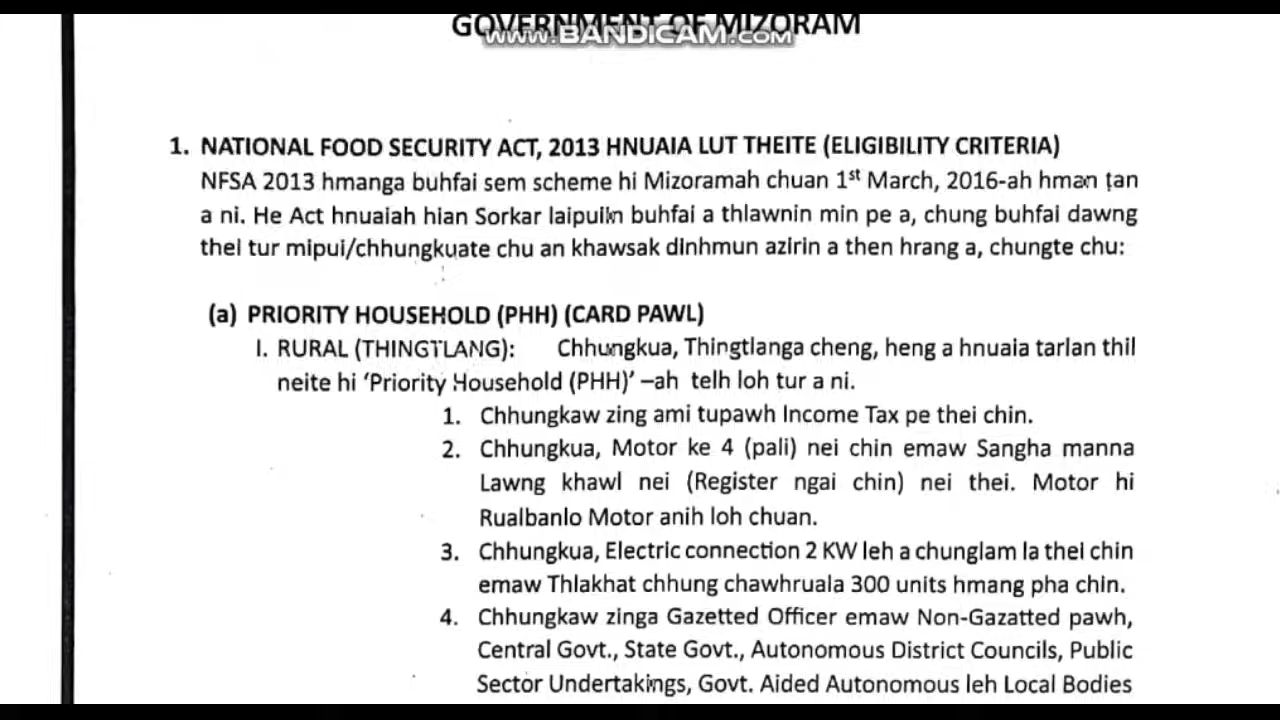 GOVERNMENT OF MIZORAM
www.BANDICAM.com
1. NATIONAL FOOD SECURITY ACT, 2013 HNUAIA LUT THEITE (ELIGIBILITY CRITERIA)
NFSA 2013 hmanga buhfai sem scheme hi Mizoramah chuan 1st March, 2016-ah hman ţan
a ni. He Act hnuaiah hian Sorkar laipuiin buhfai a thlawnin min pe a, chung buhfai dawng
thei tur mipui/chhungkuate chu an khawsak dinhmun azirin a then hrang a, chungte chu:
(a) PRIORITY HOUSEHOLD (PHH) (CARD PAWL)
I. RURAL (THINGTLANG): Chhungkua, Thingtlanga cheng, heng a hnuaia tarlan thil
neite hi ‘Priority Household (PHH)’ –ah telh loh tur a ni.
1. Chhungkaw zing ami tupawh Income Tax pe thei chin.
2. Chhungkua, Motor ke 4 (pali) nei chin emaw Sangha manna
Lawng khawl nei (Register ngai chin) nei thei. Motor hi
Rualbanlo Motor anih loh chuan.
3. Chhungkua, Electric connection 2 KW leh a chunglam la thei chin
emaw Thlakhat chhung chawhruala 300 units hmang pha chin.
4. Chhungkaw zinga Gazetted Officer emaw Non-Gazatted pawh,
Central Govt., State Govt., Autonomous District Councils, Public
Sector Undertakings, Govt. Aided Autonomous leh Local Bodies